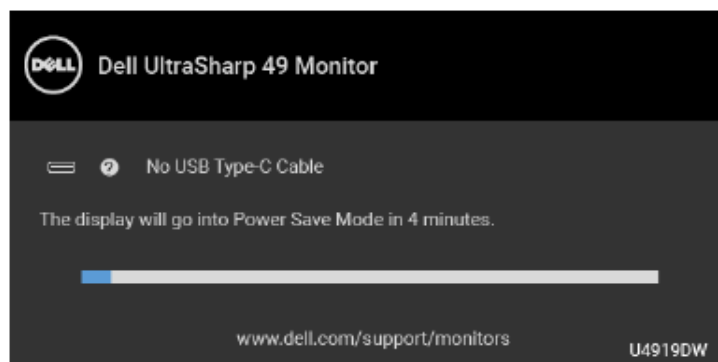 DELL Dell UltraSharp 49 Monitor
No USB Type-C Cable
The display will go into Power Save Mode in 4 minutes.
www.dell.com/support/monitors
U4919DW